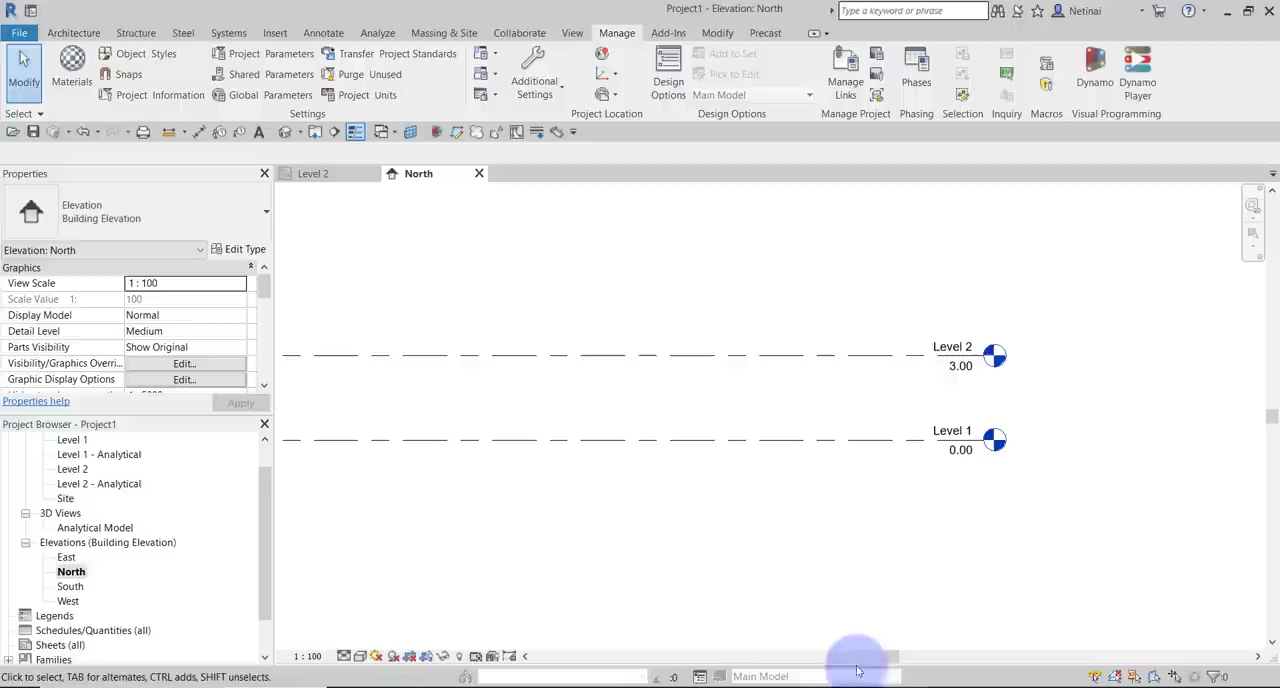 Project1 - Elevation: North
Type a keyword or phrase
Netinai
File Architecture Structure Steel Systems Insert Annotate Analyze Massing & Site Collaborate View Manage Add-Ins Modify Precast
Modify
Materials
Object Styles
Snaps
Project Information
Project Parameters
Shared Parameters
Global Parameters
Transfer Project Standards
Purge Unused
Project Units
Additional
Settings
Design
Options
Add to Set
Pick to Edit
Main Model
Manage
Links
Phases
Dynamo
Dynamo
Player
Select
Settings
Project Location
Design Options
Manage Project
Phasing
Selection
Inquiry
Macros
Visual Programming
Properties
Level 2
North
Elevation
Building Elevation
Elevation: North
Edit Type
Graphics
View Scale 1 : 100
Scale Value 1: 100
Display Model Normal
Detail Level Medium
Parts Visibility Show Original
Visibility/Graphics Overri... Edit...
Graphic Display Options Edit...
Properties help
Apply
Project Browser - Project1
Level 1
Level 1 - Analytical
Level 2
Level 2 - Analytical
Site
3D Views
Analytical Model
Elevations (Building Elevation)
East
North
South
West
Legends
Schedules/Quantities (all)
Sheets (all)
Families
Level 2
3.00
Level 1
0.00
1 : 100
Click to select, TAB for alternates, CTRL adds, SHIFT unselects.
:0
Main Model
:0